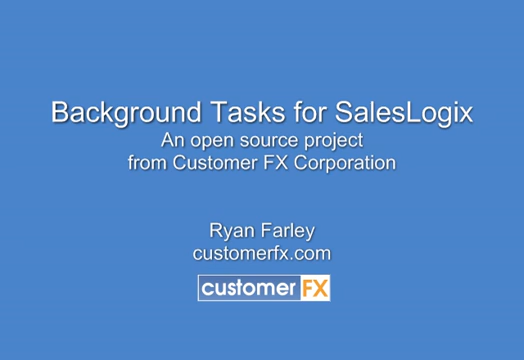 Background Tasks for SalesLogix
An open source project
from Customer FX Corporation
Ryan Farley
customerfx.com
customer FX